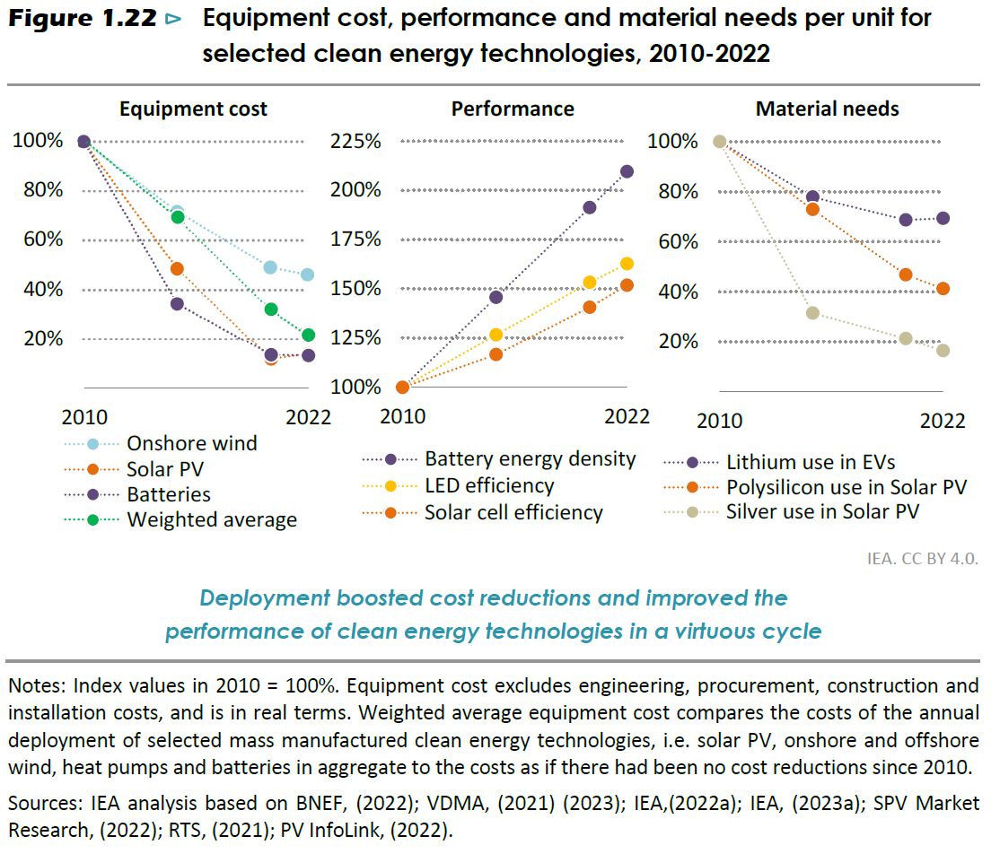 Figure 1.22 ▻ Equipment cost, performance and material needs per unit for
selected clean energy technologies, 2010-2022
Equipment cost
100%
80%
60%
40%
20%
2010 2022
Onshore wind
Solar PV
Batteries
Weighted average
Performance
225%
200%
175%
150%
125%
100%
2010 2022
Battery energy density
LED efficiency
Solar cell efficiency
Material needs
100%
80%
60%
40%
20%
2010 2022
Lithium use in EVs
Polysilicon use in Solar PV
Silver use in Solar PV
IEA. CC BY 4.0.
Deployment boosted cost reductions and improved the
performance of clean energy technologies in a virtuous cycle
Notes: Index values in 2010 = 100%. Equipment cost excludes engineering, procurement, construction and
installation costs, and is in real terms. Weighted average equipment cost compares the costs of the annual
deployment of selected mass manufactured clean energy technologies, i.e. solar PV, onshore and offshore
wind, heat pumps and batteries in aggregate to the costs as if there had been no cost reductions since 2010.
Sources: IEA analysis based on BNEF, (2022); VDMA, (2021) (2023); IEA,(2022a); IEA, (2023a); SPV Market
Research, (2022); RTS, (2021); PV InfoLink, (2022).